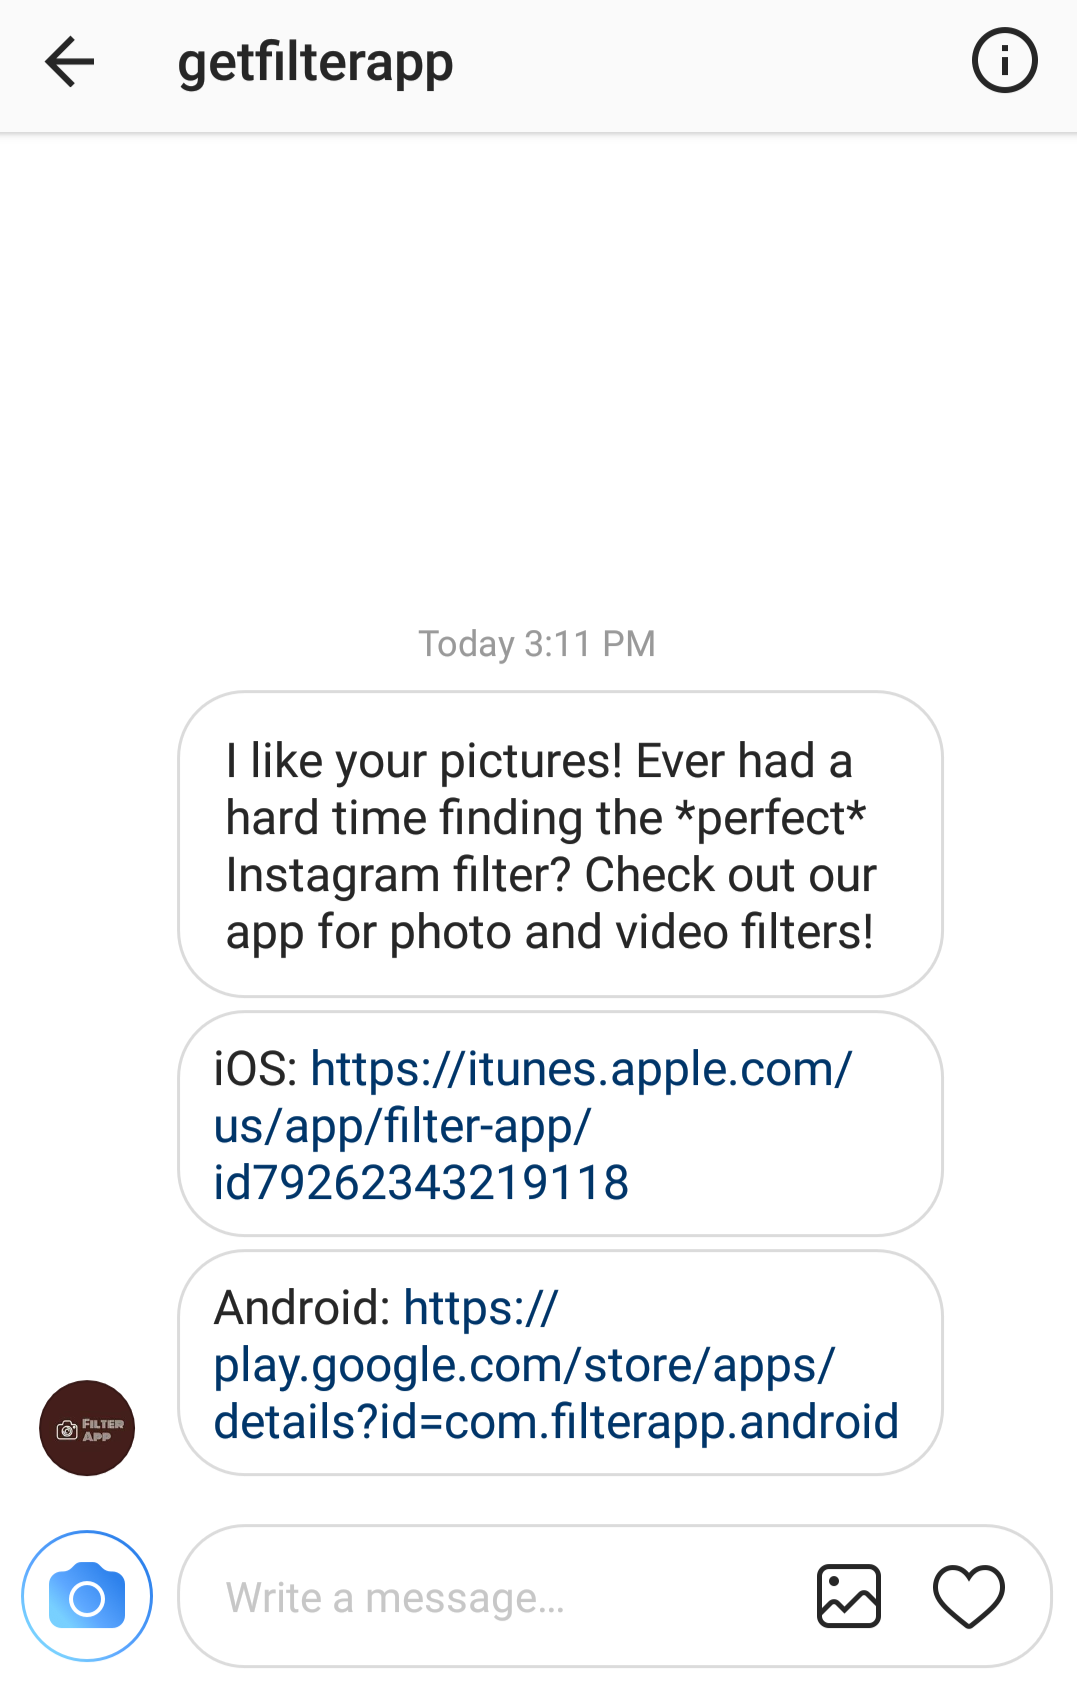 getfilterapp
Today 3:11 PM
I like your pictures! Ever had a
hard time finding the *perfect*
Instagram filter? Check out our
app for photo and video filters!
iOS: https://itunes.apple.com/
us/app/filter-app/
id79262343219118
Android: https://
play.google.com/store/apps/
details?id=com.filterapp.android
FILTER
APP
Write a message...